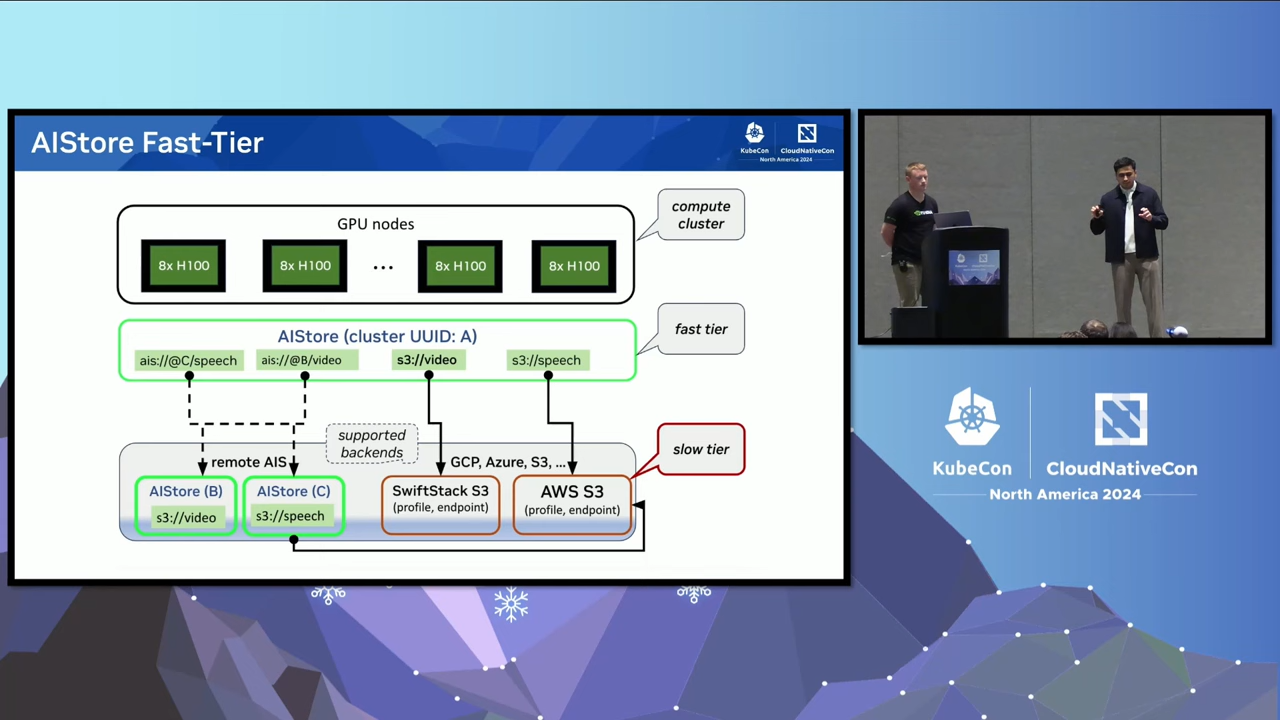 AIStore Fast-Tier
KubeCon
CloudNativeCon
North America 2024
GPU nodes
8x H100
8x H100
...
8x H100
8x H100
compute
cluster
AIStore (cluster UUID: A)
ais://@C/speech
ais://@B/video
s3://video
s3://speech
fast tier
supported
backends
remote AIS
GCP, Azure, S3, ...
slow tier
AIStore (B)
s3://video
AIStore (C)
s3://speech
SwiftStack S3
(profile, endpoint)
AWS S3
(profile, endpoint)
KubeCon
CloudNativeCon
North America 2024